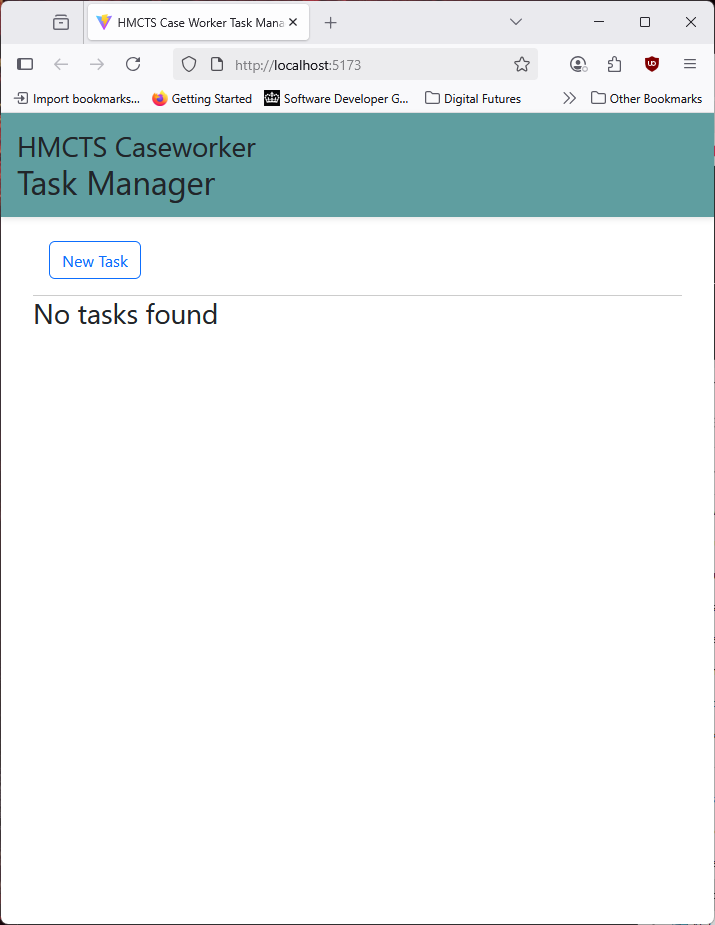 HMCTS Case Worker Task Mana
http://localhost:5173
Import bookmarks...
Getting Started
Software Developer G...
Digital Futures
Other Bookmarks
HMCTS Caseworker
Task Manager
New Task
No tasks found